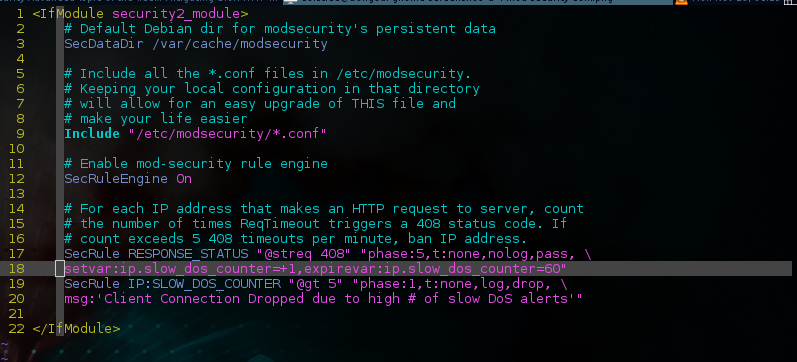 1 <IfModule security2_module>
2 # Default Debian dir for modsecurity's persistent data
3 SecDataDir /var/cache/modsecurity
4
5 # Include all the *.conf files in /etc/modsecurity.
6 # Keeping your local configuration in that directory
7 # will allow for an easy upgrade of THIS file and
8 # make your life easier
9 Include "/etc/modsecurity/*.conf"
10
11 # Enable mod-security rule engine
12 SecRuleEngine On
13
14 # For each IP address that makes an HTTP request to server, count
15 # the number of times ReqTimeout triggers a 408 status code. If
16 # count exceeds 5 408 timeouts per minute, ban IP address.
17 SecRule RESPONSE_STATUS "@streq 408" "phase:5,t:none,nolog,pass, \
18 setvar:ip.slow_dos_counter=+1,expirevar:ip.slow_dos_counter=60"
19 SecRule IP:SLOW_DOS_COUNTER "@gt 5" "phase:1,t:none,log,drop, \
20 msg:'Client Connection Dropped due to high # of slow DoS alerts'"
21
22 </IfModule>
~
~